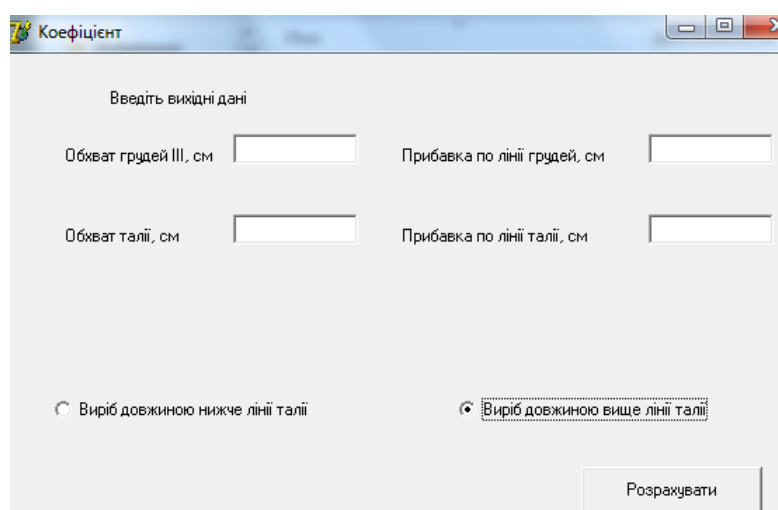 Коефіцієнт
Введіть вихідні дані
Обхват грудей III, см
Прибавка по лінії грудей, см
Обхват талії, см
Прибавка по лінії талії, см
Виріб довжиною нижче лінії талії
Виріб довжиною вище лінії талії
Розрахувати